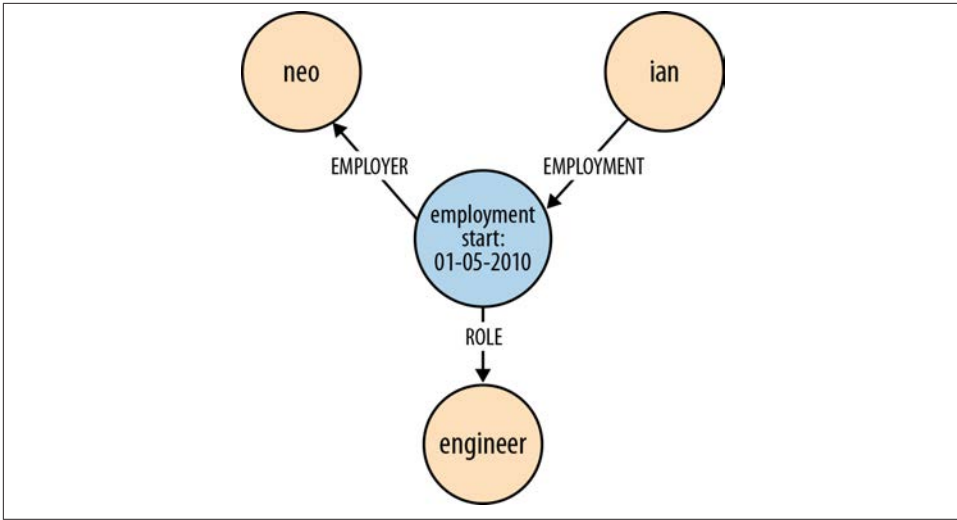 neo
ian
EMPLOYER
EMPLOYMENT
employment
start:
01-05-2010
ROLE
engineer